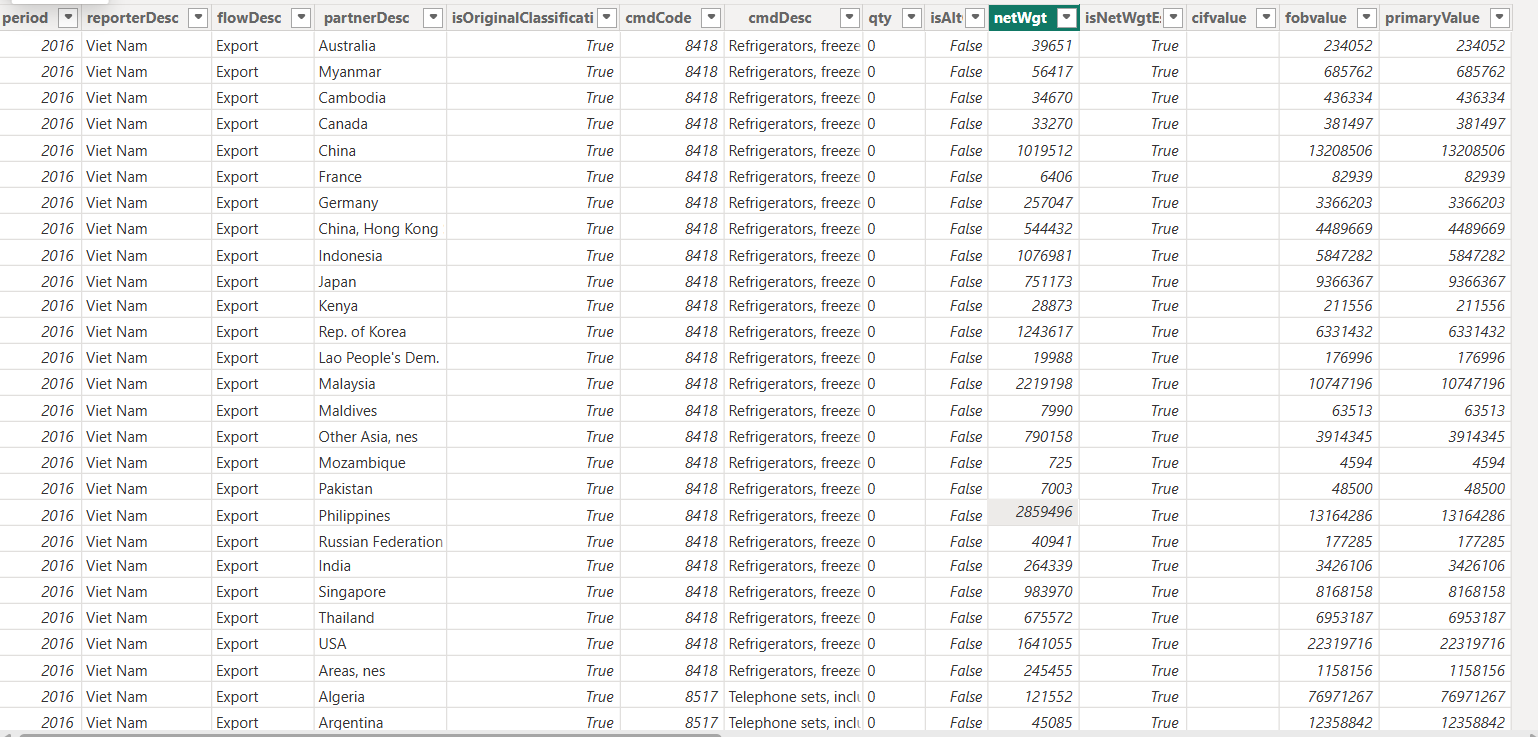 period reporterDesc flowDesc partnerDesc isOriginalClassificati cmdCode cmdDesc qty isAlt netWgt isNetWgtE cifvalue fobvalue primaryValue
2016 Viet Nam Export Australia True 8418 Refrigerators, freeze 0 False 39651 True 234052 234052
2016 Viet Nam Export Myanmar True 8418 Refrigerators, freeze 0 False 56417 True 685762 685762
2016 Viet Nam Export Cambodia True 8418 Refrigerators, freeze 0 False 34670 True 436334 436334
2016 Viet Nam Export Canada True 8418 Refrigerators, freeze 0 False 33270 True 381497 381497
2016 Viet Nam Export China True 8418 Refrigerators, freeze 0 False 1019512 True 13208506 13208506
2016 Viet Nam Export France True 8418 Refrigerators, freeze 0 False 6406 True 82939 82939
2016 Viet Nam Export Germany True 8418 Refrigerators, freeze 0 False 257047 True 3366203 3366203
2016 Viet Nam Export China, Hong Kong True 8418 Refrigerators, freeze 0 False 544432 True 4489669 4489669
2016 Viet Nam Export Indonesia True 8418 Refrigerators, freeze 0 False 1076981 True 5847282 5847282
2016 Viet Nam Export Japan True 8418 Refrigerators, freeze 0 False 751173 True 9366367 9366367
2016 Viet Nam Export Kenya True 8418 Refrigerators, freeze 0 False 28873 True 211556 211556
2016 Viet Nam Export Rep. of Korea True 8418 Refrigerators, freeze 0 False 1243617 True 6331432 6331432
2016 Viet Nam Export Lao People's Dem. True 8418 Refrigerators, freeze 0 False 19988 True 176996 176996
2016 Viet Nam Export Malaysia True 8418 Refrigerators, freeze 0 False 2219198 True 10747196 10747196
2016 Viet Nam Export Maldives True 8418 Refrigerators, freeze 0 False 7990 True 63513 63513
2016 Viet Nam Export Other Asia, nes True 8418 Refrigerators, freeze 0 False 790158 True 3914345 3914345
2016 Viet Nam Export Mozambique True 8418 Refrigerators, freeze 0 False 725 True 4594 4594
2016 Viet Nam Export Pakistan True 8418 Refrigerators, freeze 0 False 7003 True 48500 48500
2016 Viet Nam Export Philippines True 8418 Refrigerators, freeze 0 False 2859496 True 13164286 13164286
2016 Viet Nam Export Russian Federation True 8418 Refrigerators, freeze 0 False 40941 True 177285 177285
2016 Viet Nam Export India True 8418 Refrigerators, freeze 0 False 264339 True 3426106 3426106
2016 Viet Nam Export Singapore True 8418 Refrigerators, freeze 0 False 983970 True 8168158 8168158
2016 Viet Nam Export Thailand True 8418 Refrigerators, freeze 0 False 675572 True 6953187 6953187
2016 Viet Nam Export USA True 8418 Refrigerators, freeze 0 False 1641055 True 22319716 22319716
2016 Viet Nam Export Areas, nes True 8418 Refrigerators, freeze 0 False 245455 True 1158156 1158156
2016 Viet Nam Export Algeria True 8517 Telephone sets, inclu 0 False 121552 True 76971267 76971267
2016 Viet Nam Export Argentina True 8517 Telephone sets, inclu 0 False 45085 True 12358842 12358842